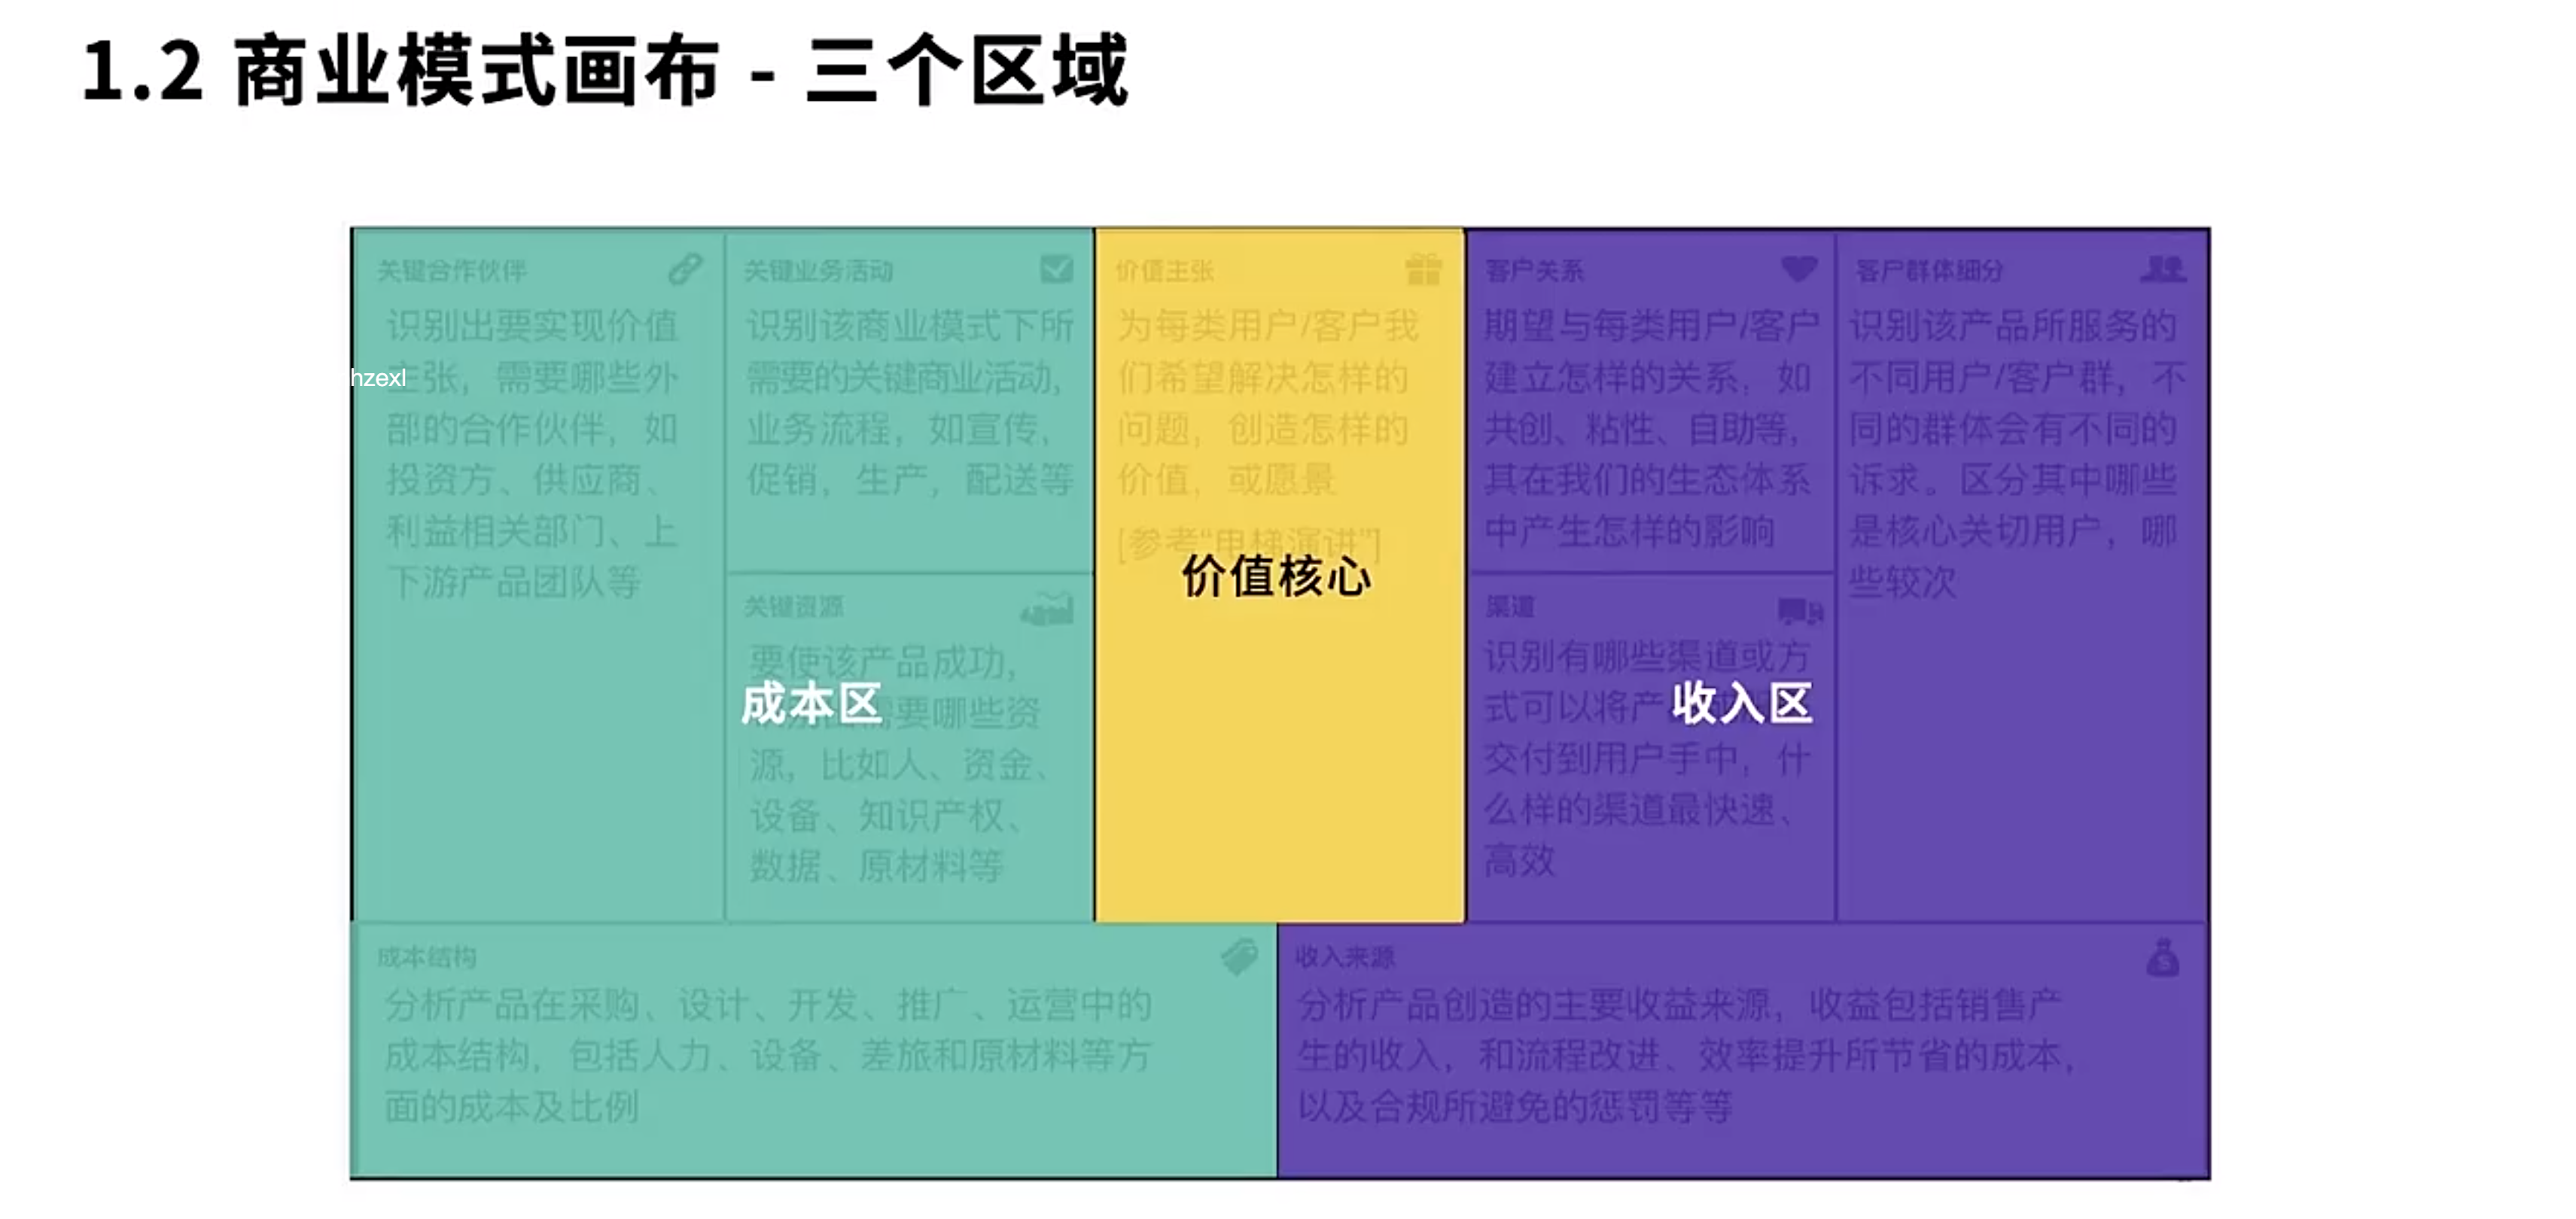 1.2 商业模式画布 - 三个区域
关键合作伙伴
识别出要实现价值
主张，需要哪些外
部的合作伙伴，如
投资方、供应商、
利益相关部门、上
下游产品团队等
hzexl
关键业务活动
识别该商业模式下所
需要的关键商业活动,
业务流程，如宣传，
促销，生产，配送等
关键资源
要使该产品成功，
需要哪些资
源，比如人、资金、
设备、知识产权、
数据、原材料等
成本区
价值主张
为每类用户/客户我
们希望解决怎样的
问题，创造怎样的
价值，或愿景
[参考“电梯演讲”]
价值核心
客户关系
期望与每类用户/客户
建立怎样的关系，如
共创、粘性、自助等，
其在我们的生态体系
中产生怎样的影响
渠道
识别有哪些渠道或方
式可以将产
交付到用户手中，什
么样的渠道最快速、
高效
收入区
客户群体细分
识别该产品所服务的
不同用户/客户群，不
同的群体会有不同的
诉求。区分其中哪些
是核心关切用户，哪
些较次
成本结构
分析产品在采购、设计、开发、推广、运营中的
成本结构，包括人力、设备、差旅和原材料等方
面的成本及比例
收入来源
分析产品创造的主要收益来源，收益包括销售产
生的收入，和流程改进、效率提升所节省的成本，
以及合规所避免的惩罚等等